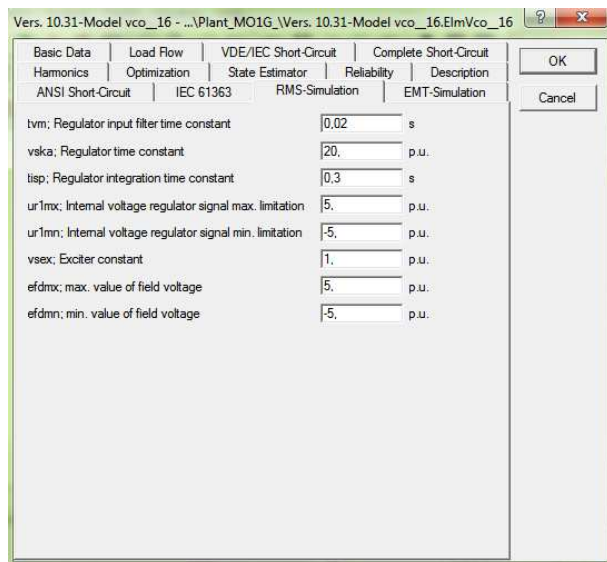 Vers. 10.31-Model vco__16 - ...\Plant_MO1G_\Vers. 10.31-Model vco__16.ElmVco__16
Basic Data
Load Flow
VDE/IEC Short-Circuit
Complete Short-Circuit
Harmonics
Optimization
State Estimator
Reliability
Description
ANSI Short-Circuit
IEC 61363
RMS-Simulation
EMT-Simulation
OK
Cancel
tvm; Regulator input filter time constant 0,02 s
vska; Regulator time constant 20, p.u.
tisp; Regulator integration time constant 0,3 s
ur1mx; Internal voltage regulator signal max. limitation 5, p.u.
ur1mn; Internal voltage regulator signal min. limitation -5, p.u.
vsex; Exciter constant 1, p.u.
efdmx; max. value of field voltage 5, p.u.
efdmn; min. value of field voltage -5, p.u.